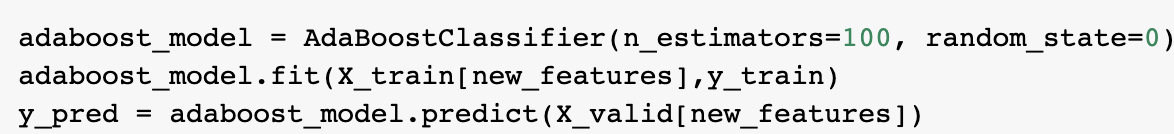 adaboost_model = AdaBoostClassifier(n_estimators=100, random_state=0)
adaboost_model.fit(X_train[new_features],y_train)
y_pred = adaboost_model.predict(X_valid[new_features])